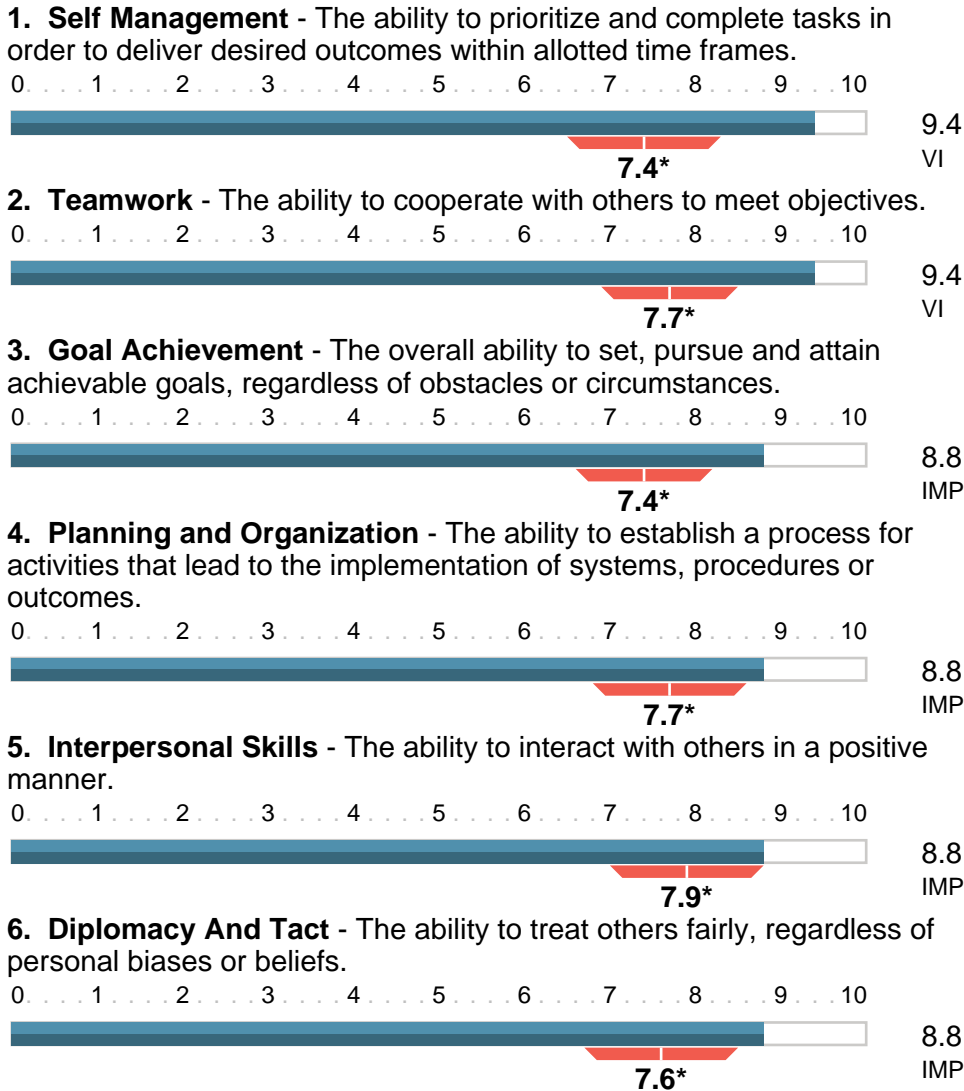 1. Self Management - The ability to prioritize and complete tasks in
order to deliver desired outcomes within allotted time frames.
0. . . . 1 . . . . 2 . . . . 3 . . . . 4 . . . . 5 . . . . 6 . . . . 7 . . . . 8 . . . . 9 . . . 10
9.4
VI
7.4*
2. Teamwork - The ability to cooperate with others to meet objectives.
0. . . . 1 . . . . 2 . . . . 3 . . . . 4 . . . . 5 . . . . 6 . . . . 7 . . . . 8 . . . . 9 . . . 10
9.4
VI
7.7*
3. Goal Achievement - The overall ability to set, pursue and attain
achievable goals, regardless of obstacles or circumstances.
0. . . . 1 . . . . 2 . . . . 3 . . . . 4 . . . . 5 . . . . 6 . . . . 7 . . . . 8 . . . . 9 . . . 10
8.8
IMP
7.4*
4. Planning and Organization - The ability to establish a process for
activities that lead to the implementation of systems, procedures or
outcomes.
0. . . . 1 . . . . 2 . . . . 3 . . . . 4 . . . . 5 . . . . 6 . . . . 7 . . . . 8 . . . . 9 . . . 10
8.8
IMP
7.7*
5. Interpersonal Skills - The ability to interact with others in a positive
manner.
0. . . . 1 . . . . 2 . . . . 3 . . . . 4 . . . . 5 . . . . 6 . . . . 7 . . . . 8 . . . . 9 . . . 10
8.8
IMP
7.9*
6. Diplomacy And Tact - The ability to treat others fairly, regardless of
personal biases or beliefs.
0. . . . 1 . . . . 2 . . . . 3 . . . . 4 . . . . 5 . . . . 6 . . . . 7 . . . . 8 . . . . 9 . . . 10
8.8
IMP
7.6*